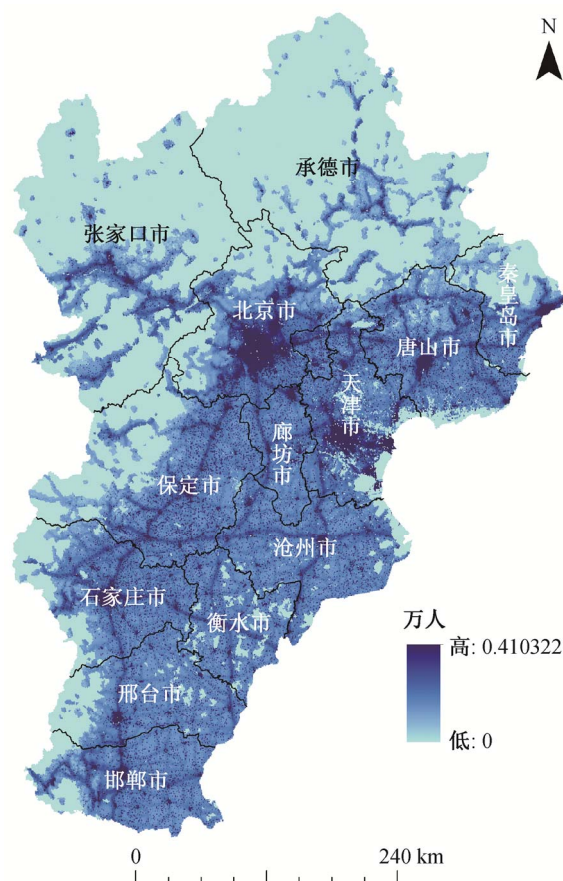 N
承德市
张家口市
秦皇岛市
北京市
唐山市
天津市
廊坊市
保定市
沧州市
石家庄市
衡水市
万人
高: 0.410322
邢台市
低: 0
邯郸市
0 240 km